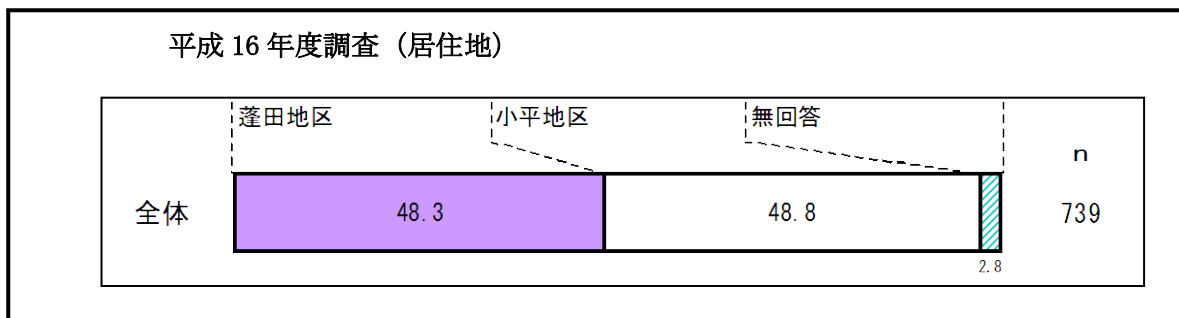 平成 16 年度調査（居住地）
蓬田地区 小平地区 無回答
n
全体 48.3 48.8 739
2.8